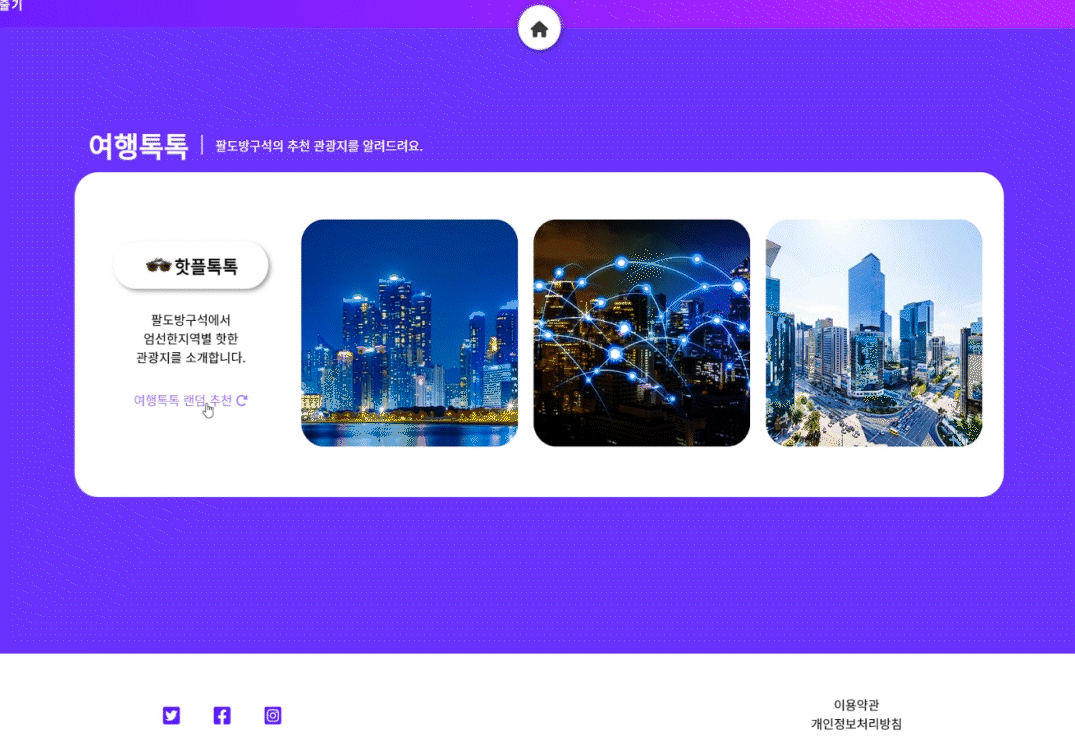 즐기
여행톡톡
팔도방구석의 추천 관광지를 알려드려요.
핫플톡톡
팔도방구석에서
엄선한지역별 핫한
관광지를 소개합니다.
여행톡톡 랜덤 추천
이용약관
개인정보처리방침